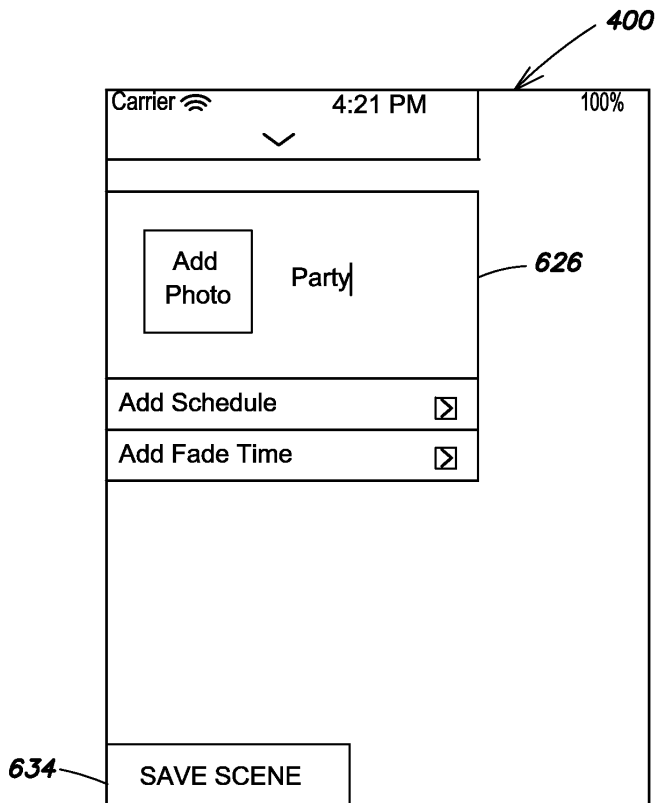 400
Carrier 4:21 PM 100%
Add
Photo
Party
626
Add Schedule
Add Fade Time
634
SAVE SCENE